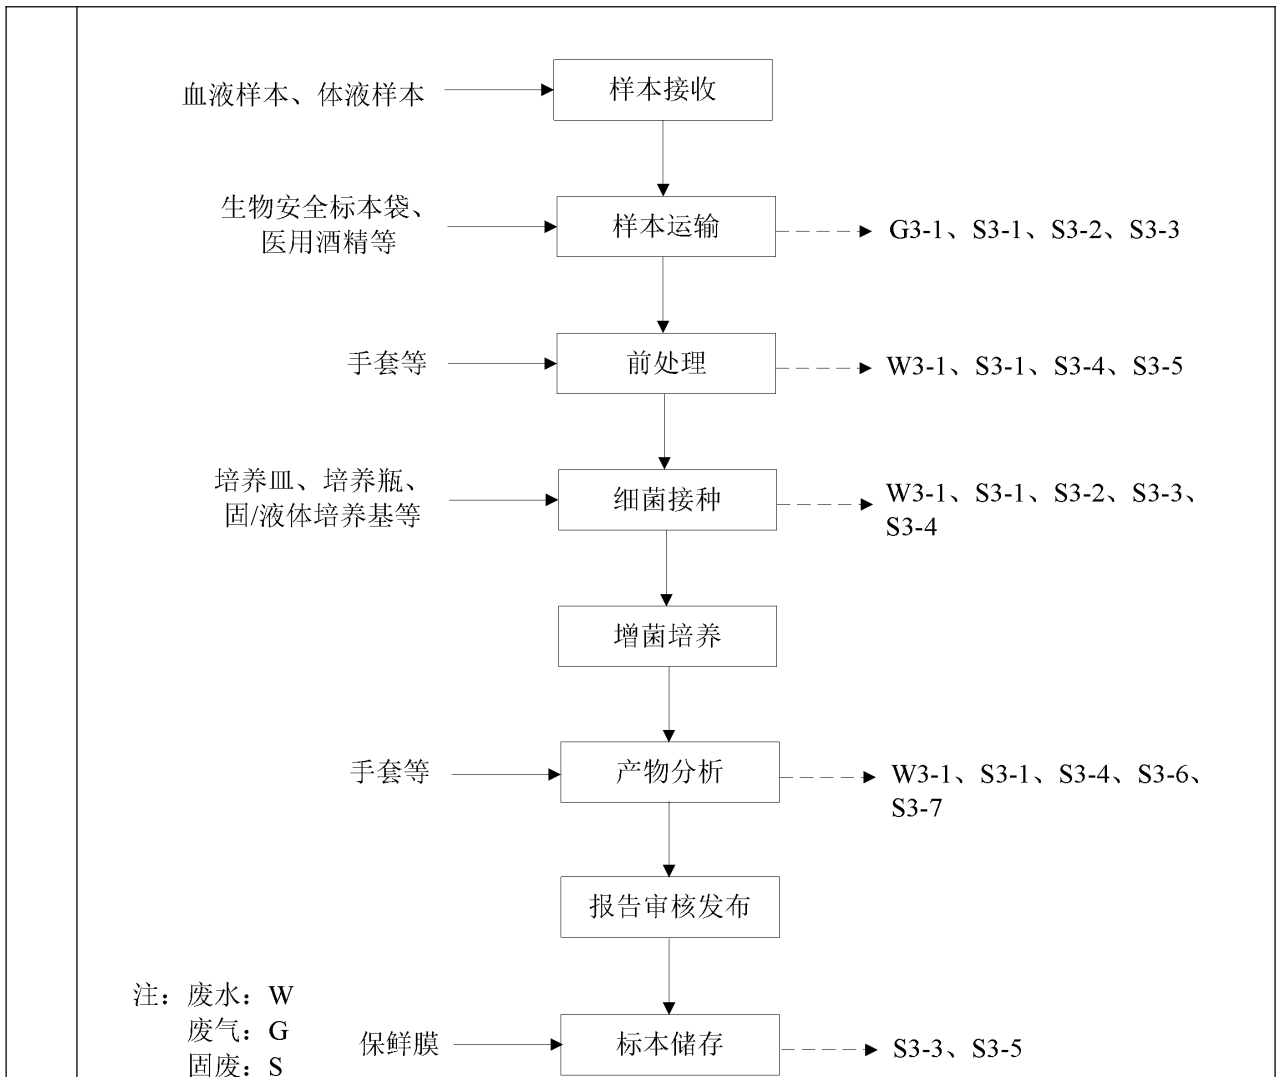 血液样本、体液样本
样本接收
生物安全标本袋、
医用酒精等
样本运输
G3-1、S3-1、S3-2、S3-3
手套等
前处理
W3-1、S3-1、S3-4、S3-5
培养皿、培养瓶、
固/液体培养基等
细菌接种
W3-1、S3-1、S3-2、S3-3、
S3-4
增菌培养
手套等
产物分析
W3-1、S3-1、S3-4、S3-6、
S3-7
报告审核发布
注：废水：W
废气：G
固废：S
保鲜膜
标本储存
S3-3、S3-5